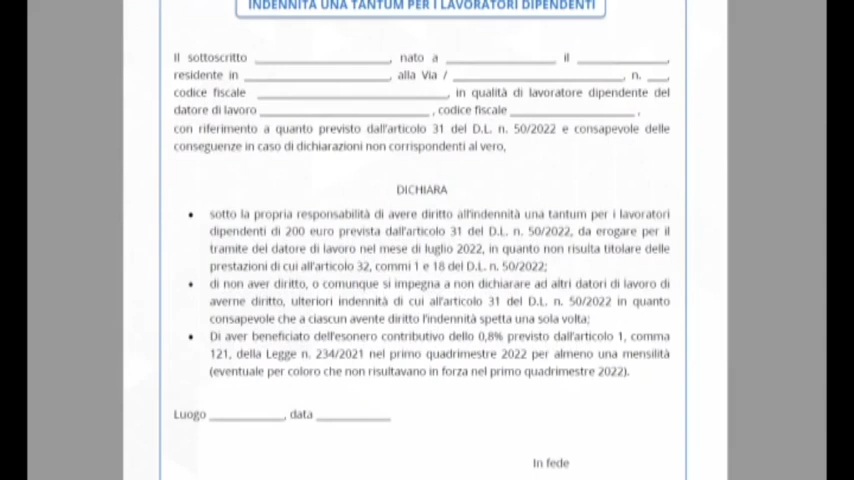 INDENNITÀ UNA TANTUM PER I LAVORATORI DIPENDENTI
Il sottoscritto _______________, nato a _____________ il __________,
residente in _________________, alla Via / ___________________, n. ___,
codice fiscale ______________________, in qualità di lavoratore dipendente del
datore di lavoro ____________________, codice fiscale ______________,
con riferimento a quanto previsto dall'articolo 31 del D.L. n. 50/2022 e consapevole delle
conseguenze in caso di dichiarazioni non corrispondenti al vero,
DICHIARA
• sotto la propria responsabilità di avere diritto all'indennità una tantum per i lavoratori
dipendenti di 200 euro prevista dall'articolo 31 del D.L. n. 50/2022, da erogare per il
tramite del datore di lavoro nel mese di luglio 2022, in quanto non risulta titolare delle
prestazioni di cui all'articolo 32, commi 1 e 18 del D.L. n. 50/2022;
• di non aver diritto, o comunque si impegna a non dichiarare ad altri datori di lavoro di
averne diritto, ulteriori indennità di cui all'articolo 31 del D.L. n. 50/2022 in quanto
consapevole che a ciascun avente diritto l'indennità spetta una sola volta;
• Di aver beneficiato dell'esonero contributivo dello 0,8% previsto dall'articolo 1, comma
121, della Legge n. 234/2021 nel primo quadrimestre 2022 per almeno una mensilità
(eventuale per coloro che non risultavano in forza nel primo quadrimestre 2022).
Luogo _________, data _________
In fede